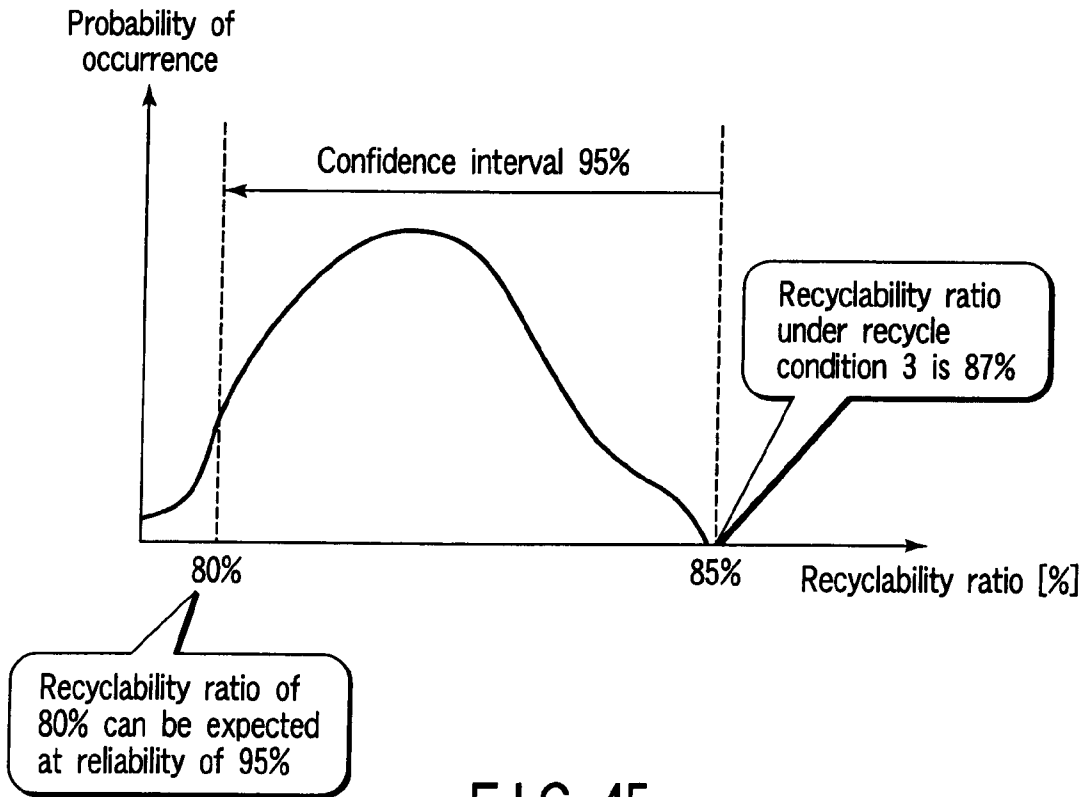 Probability of
occurrence
Confidence interval 95%
Recyclability ratio
under recycle
condition 3 is 87%
80%
85%
Recyclability ratio [%]
Recyclability ratio of
80% can be expected
at reliability of 95%